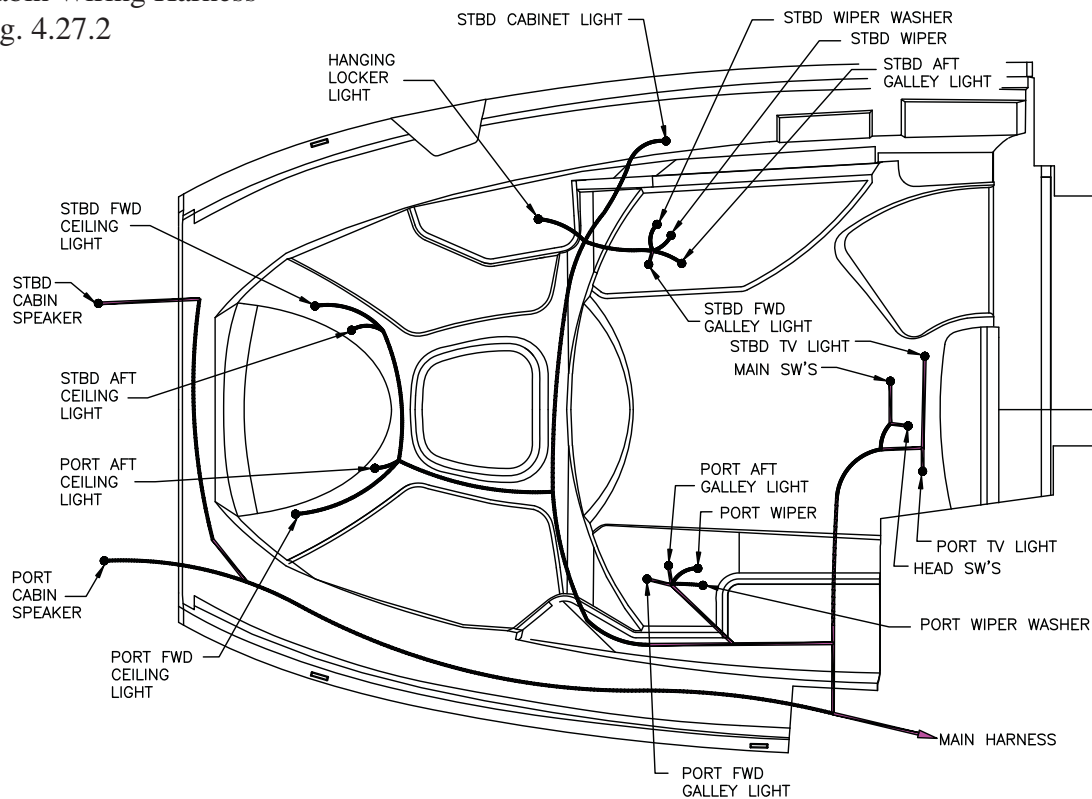 g. 4.27.2
STBD CABINET LIGHT
STBD WIPER WASHER
STBD WIPER
STBD AFT
GALLEY LIGHT
HANGING
LOCKER
LIGHT
STBD FWD
CEILING
LIGHT
STBD
CABIN
SPEAKER
STBD FWD
GALLEY LIGHT
STBD TV LIGHT
MAIN SW'S
STBD AFT
CEILING
LIGHT
PORT AFT
CEILING
LIGHT
PORT AFT
GALLEY LIGHT
PORT WIPER
PORT TV LIGHT
HEAD SW'S
PORT
CABIN
SPEAKER
PORT WIPER WASHER
PORT FWD
CEILING
LIGHT
MAIN HARNESS
PORT FWD
GALLEY LIGHT